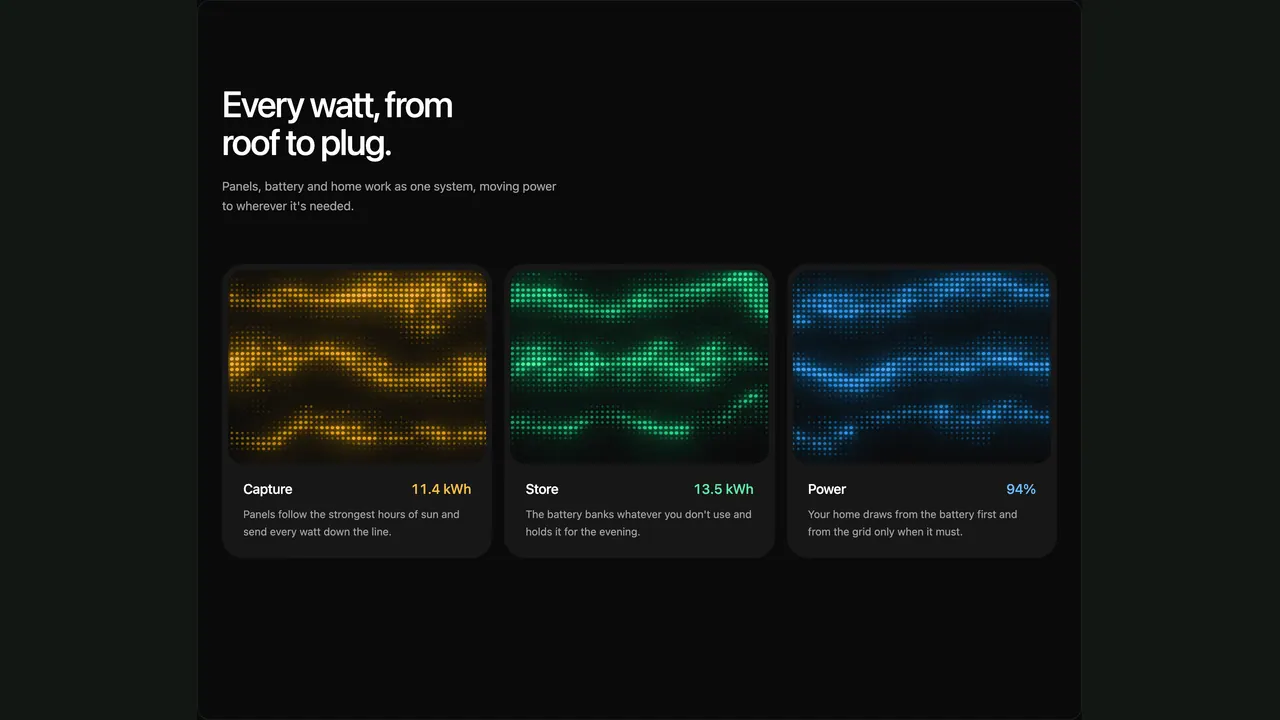 Every watt, from
roof to plug.
Panels, battery and home work as one system, moving power
to wherever it's needed.
Capture
11.4 kWh
Panels follow the strongest hours of sun and
send every watt down the line.
Store
13.5 kWh
The battery banks whatever you don't use and
holds it for the evening.
Power
94%
Your home draws from the battery first and
from the grid only when it must.